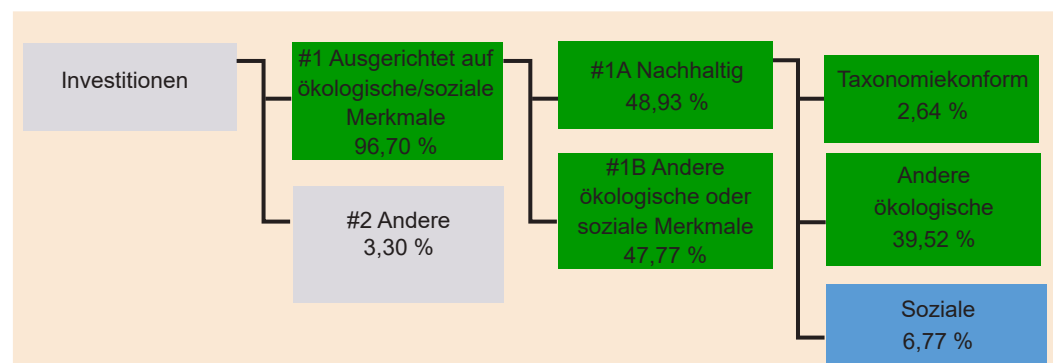 Investitionen
#1 Ausgerichtet auf
ökologische/soziale
Merkmale
96,70 %
#2 Andere
3,30 %
#1A Nachhaltig
48,93 %
#1B Andere
ökologische oder
soziale Merkmale
47,77 %
Taxonomiekonform
2,64 %
Andere
ökologische
39,52 %
Soziale
6,77 %